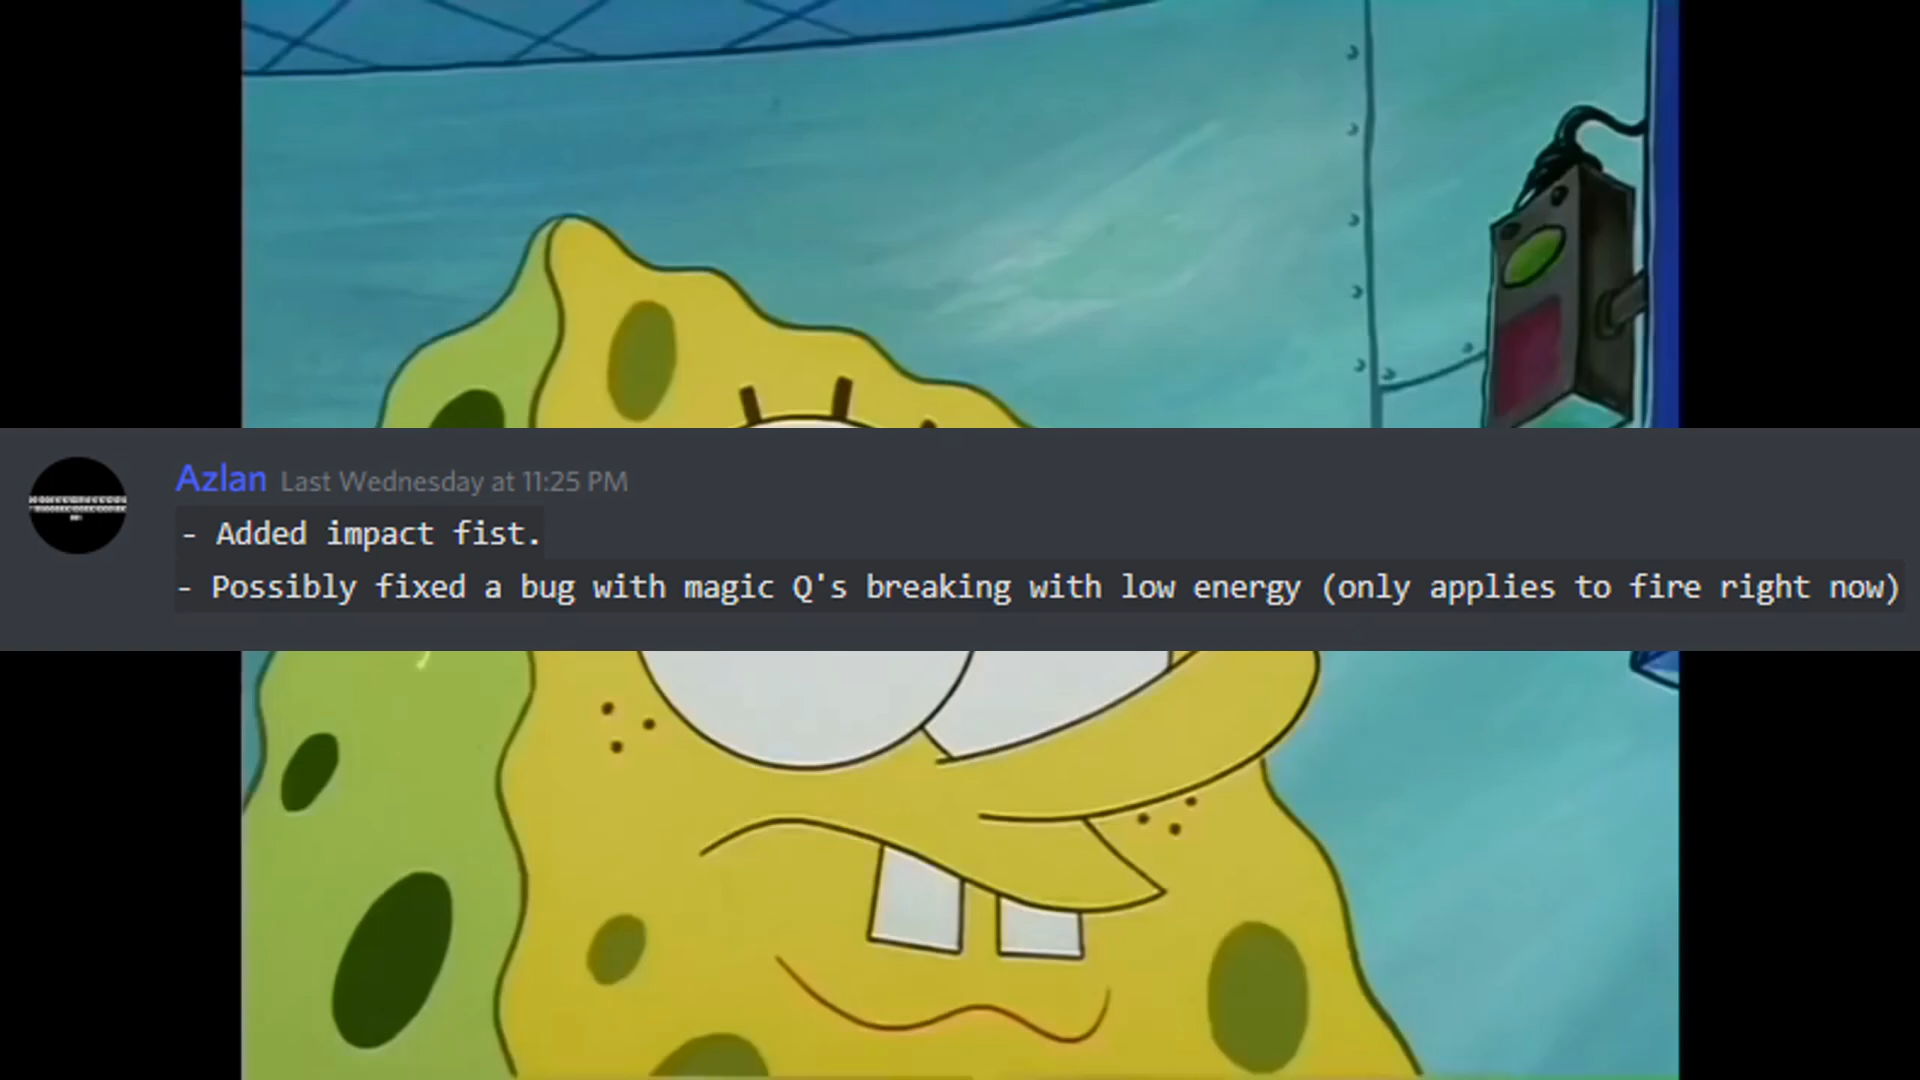 Azlan Last Wednesday at 11:25 PM
- Added impact fist.
- Possibly fixed a bug with magic Q's breaking with low energy (only applies to fire right now)